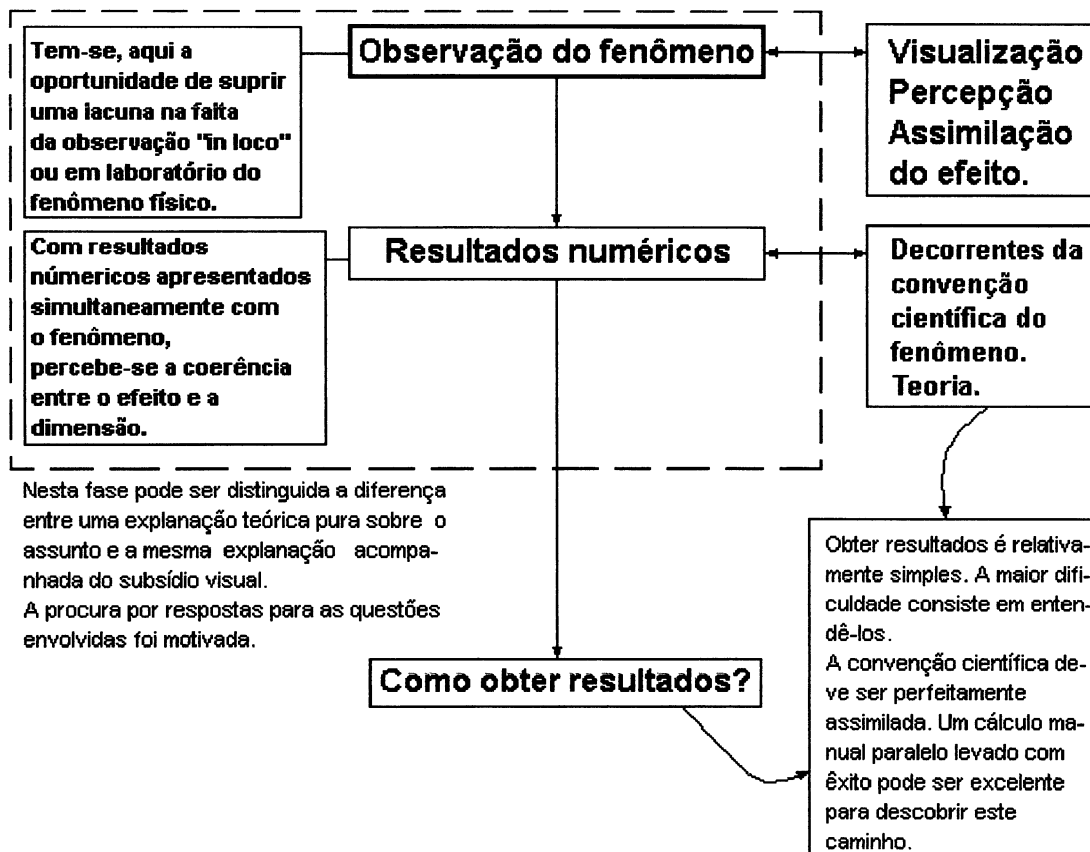 Tem-se, aqui a
oportunidade de suprir
uma lacuna na falta
da observação "in loco"
ou em laboratório do
fenômeno físico.
Observação do fenômeno
Visualização
Percepção
Assimilação
do efeito.
Com resultados
númericos apresentados
simultaneamente com
o fenômeno,
percebe-se a coerência
entre o efeito e a
dimensão.
Resultados numéricos
Decorrentes da
convenção
científica do
fenômeno.
Teoria.
Nesta fase pode ser distinguida a diferença
entre uma explanação teórica pura sobre o
assunto e a mesma explanação acompa-
nhada do subsídio visual.
A procura por respostas para as questões
envolvidas foi motivada.
Como obter resultados?
Obter resultados é relativa-
mente simples. A maior difi-
culdade consiste em enten-
dê-los.
A convenção científica de-
ve ser perfeitamente
assimilada. Um cálculo ma-
nual paralelo levado com
êxito pode ser excelente
para descobrir este
caminho.